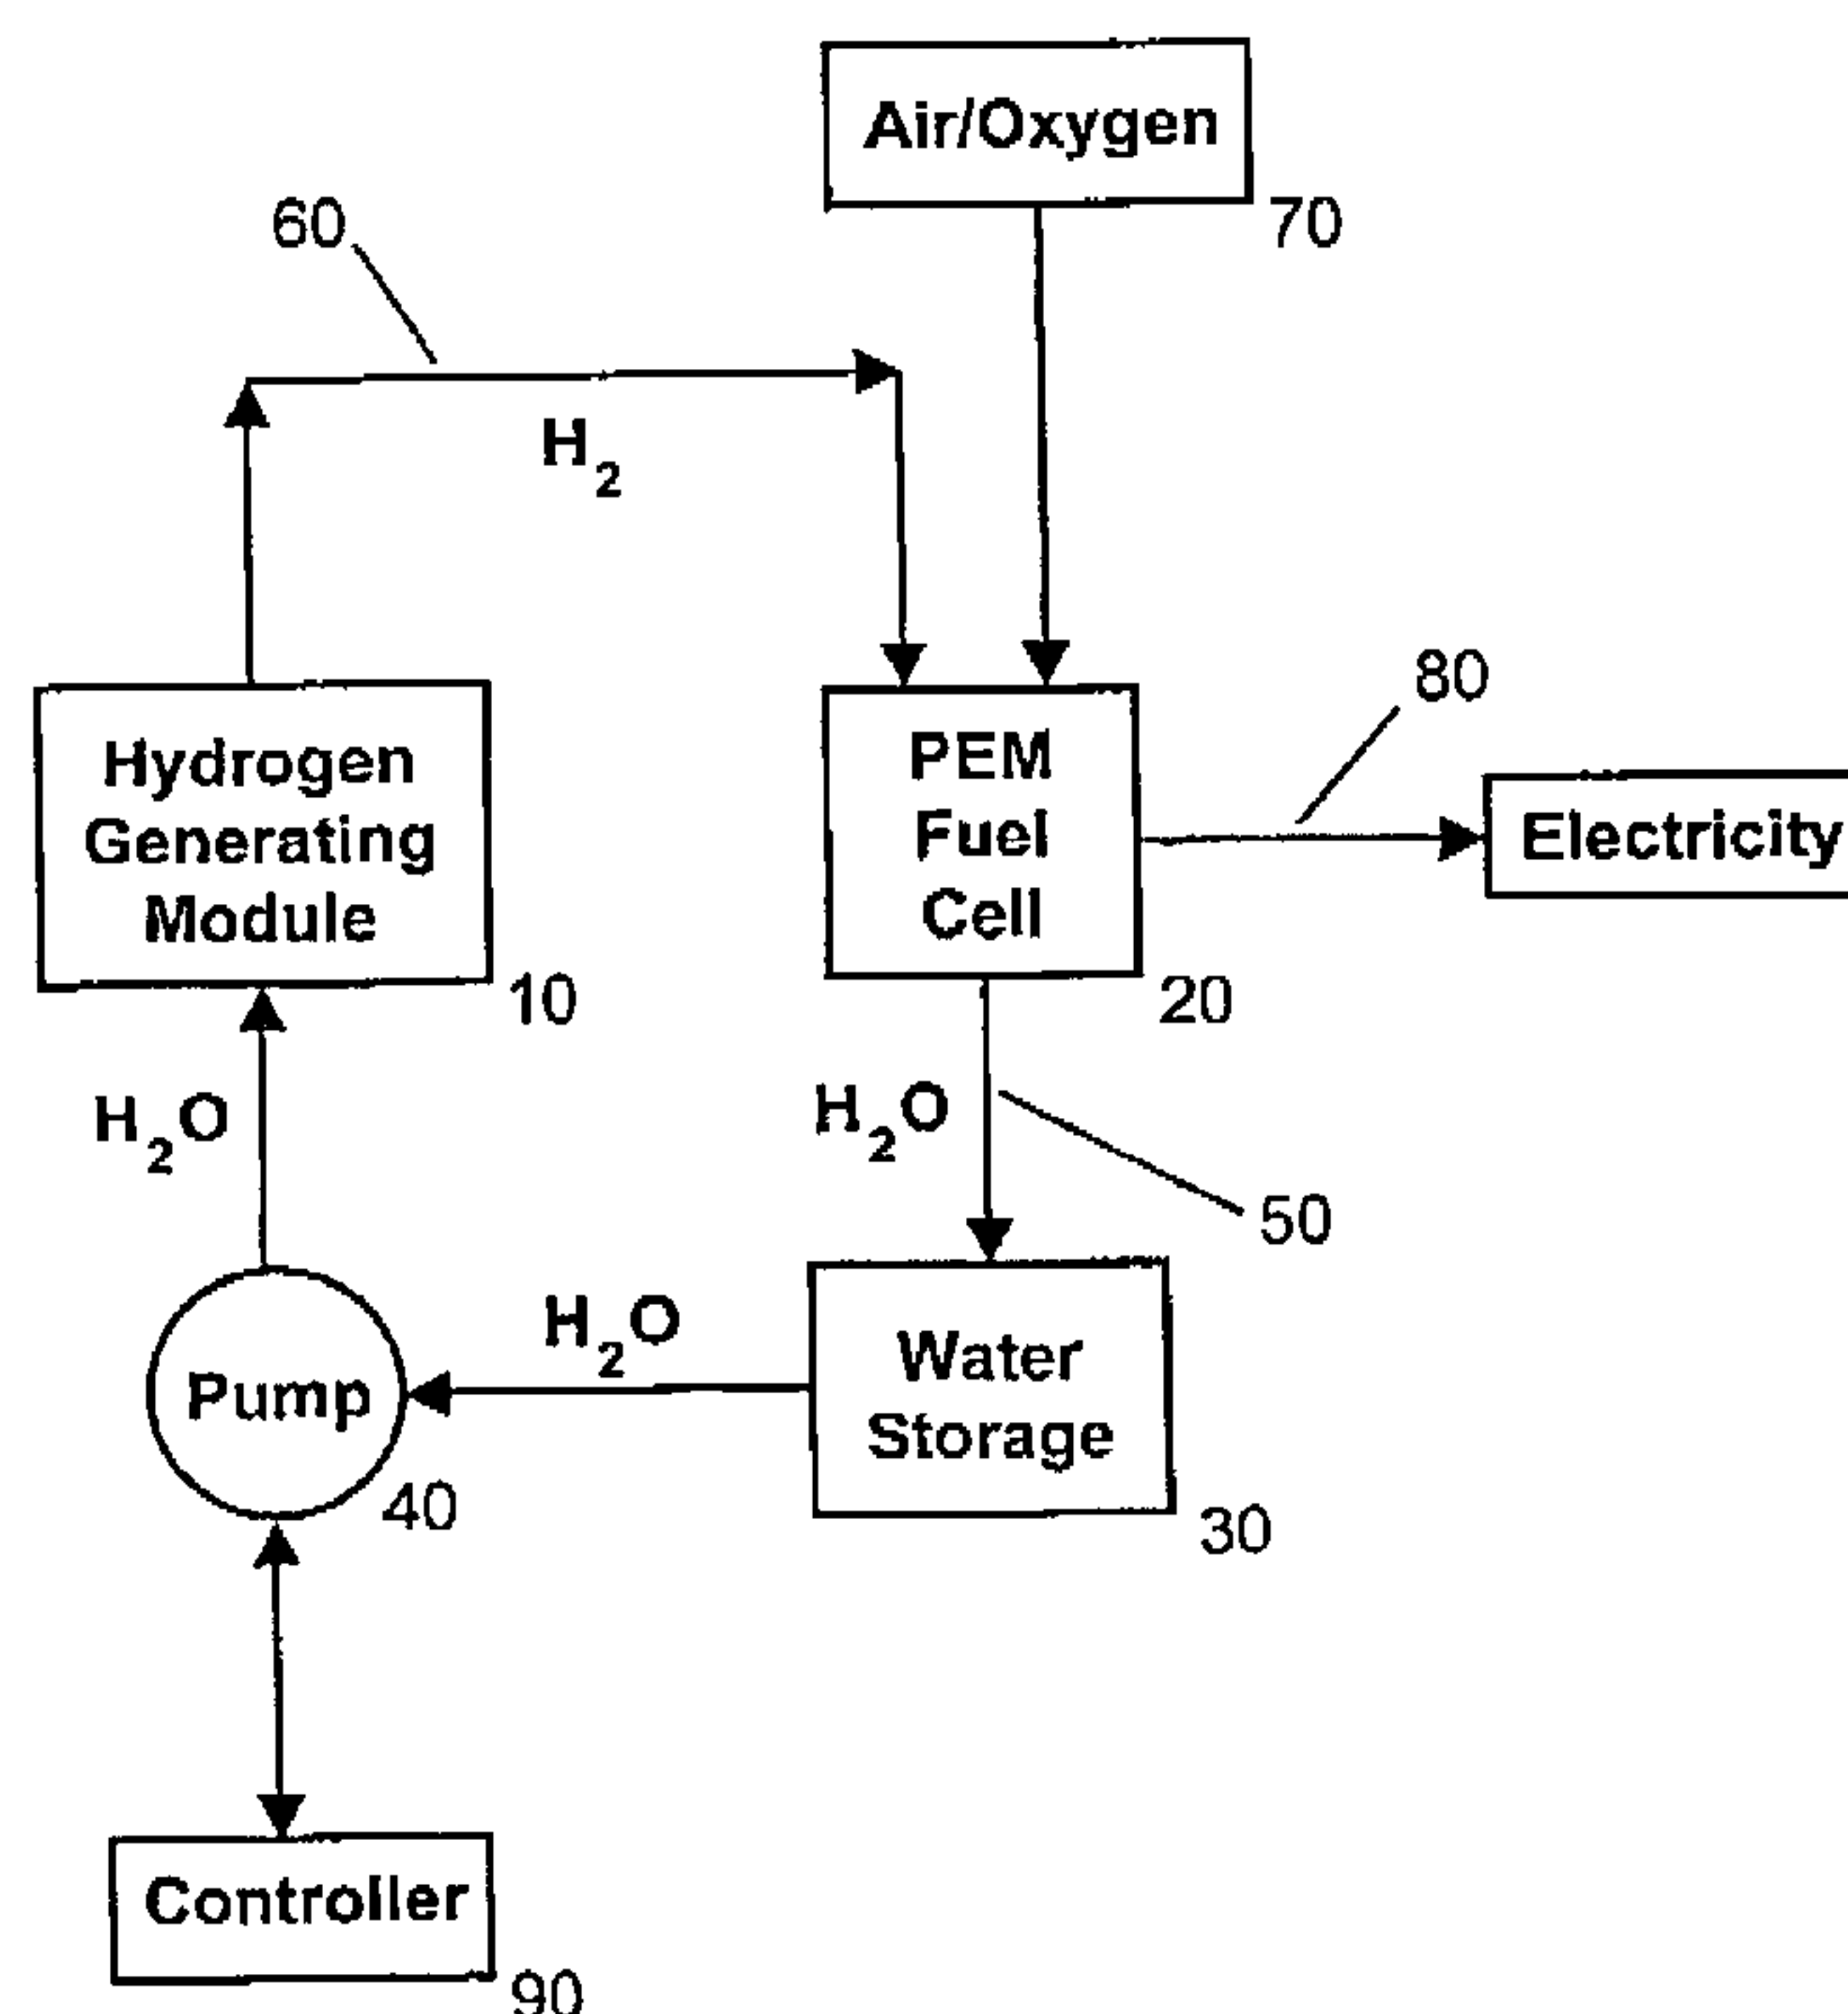 Air/Oxygen
70
60
H₂
80
Hydrogen
Generating
Module
10
PEM
Fuel
Cell
20
Electricity
H₂O
H₂O
50
H₂O
Pump
40
Water
Storage
30
Controller
90